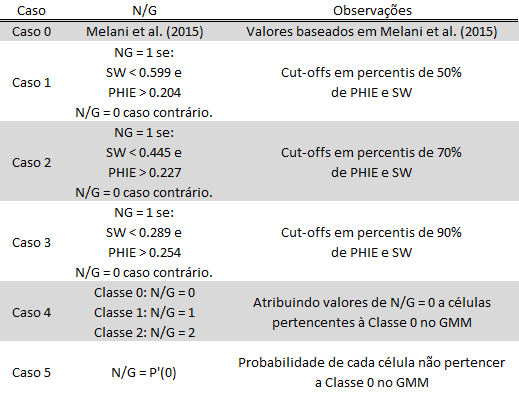 Caso N/G Observações
Caso 0 Melani et al. (2015) Valores baseados em Melani et al. (2015)
Caso 1
NG = 1 se:
SW < 0.599 e
PHIE > 0.204
N/G = 0 caso contrário.
Cut-offs em percentis de 50%
de PHIE e SW
Caso 2
NG = 1 se:
SW < 0.445 e
PHIE > 0.227
N/G = 0 caso contrário.
Cut-offs em percentis de 70%
de PHIE e SW
Caso 3
NG = 1 se:
SW < 0.289 e
PHIE > 0.254
N/G = 0 caso contrário.
Cut-offs em percentis de 90%
de PHIE e SW
Caso 4
Classe 0: N/G = 0
Classe 1: N/G = 1
Classe 2: N/G = 2
Atribuindo valores de N/G = 0 a células
pertencentes à Classe 0 no GMM
Caso 5
N/G = P'(0)
Probabilidade de cada célula não pertencer
a Classe 0 no GMM